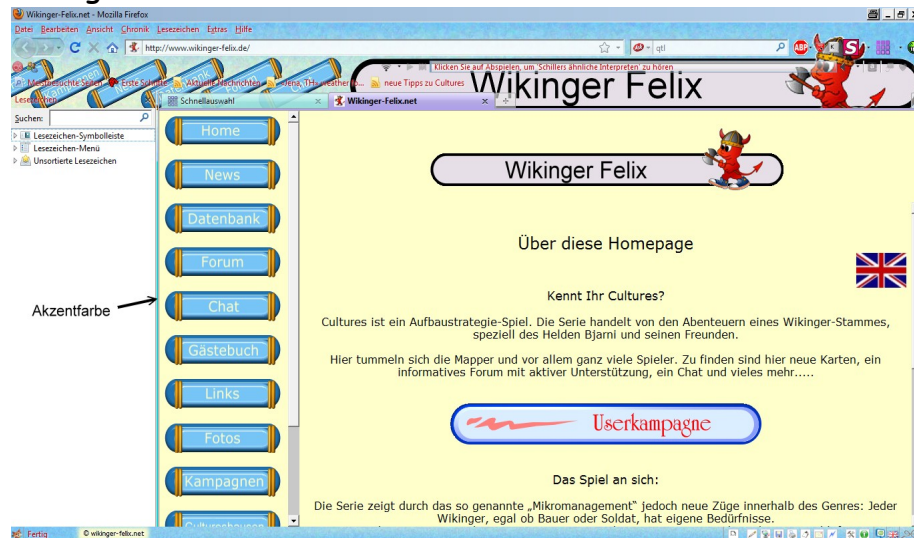 Wikinger-Felix.net - Mozilla Firefox
Datei Bearbeiten Ansicht Chronik Lesezeichen Extras Hilfe
http://www.wikinger-felix.de/
qtl
ABP
S
Klicken Sie auf Abspielen, um 'Schillers ähnliche Interpreten' zu hören
Meistbesuchte Seiten Erste Schritte Aktuelle Nachrichten neue Tipps zu Cultures
Wikinger Felix
Lesezeichen
Schnellauswahl
Wikinger-Felix.net
Suchen:
Lesezeichen-Symbolleiste
Lesezeichen-Menü
Unsortierte Lesezeichen
Akzentfarbe
Home
News
Datenbank
Forum
Chat
Gästebuch
Links
Fotos
Kampagnen
Wikinger Felix
Über diese Homepage
Kennt Ihr Cultures?
Cultures ist ein Aufbaustrategie-Spiel. Die Serie handelt von den Abenteuern eines Wikinger-Stammes,
speziell des Helden Bjarni und seinen Freunden.
Hier tummeln sich die Mapper und vor allem ganz viele Spieler. Zu finden sind hier neue Karten, ein
informatives Forum mit aktiver Unterstützung, ein Chat und vieles mehr.....
Userkampagne
Das Spiel an sich:
Die Serie zeigt durch das so genannte „Mikromanagement" jedoch neue Züge innerhalb des Genres: Jeder
Wikinger, egal ob Bauer oder Soldat, hat eigene Bedürfnisse.
Fertig
© wikinger-felix.net